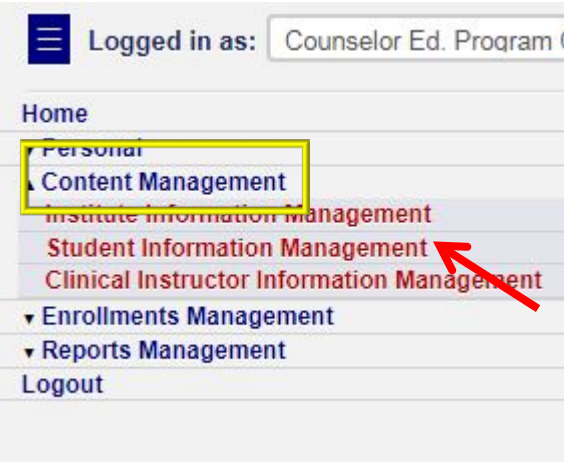 Logged in as: Counselor Ed. Program
Home
Personal
Content Management
Institute Information Management
Student Information Management
Clinical Instructor Information Management
Enrollments Management
Reports Management
Logout